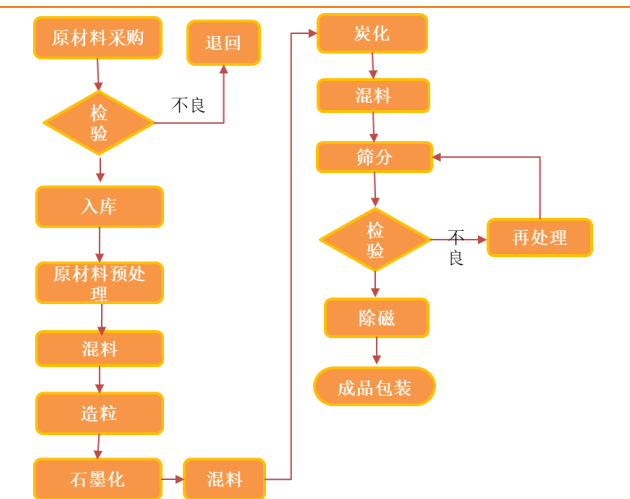 原材料采购
退回
检
验
不良
入库
原材料预处
理
混料
造粒
石墨化
混料
炭化
混料
筛分
检
验
不
良
再处理
除磁
成品包装